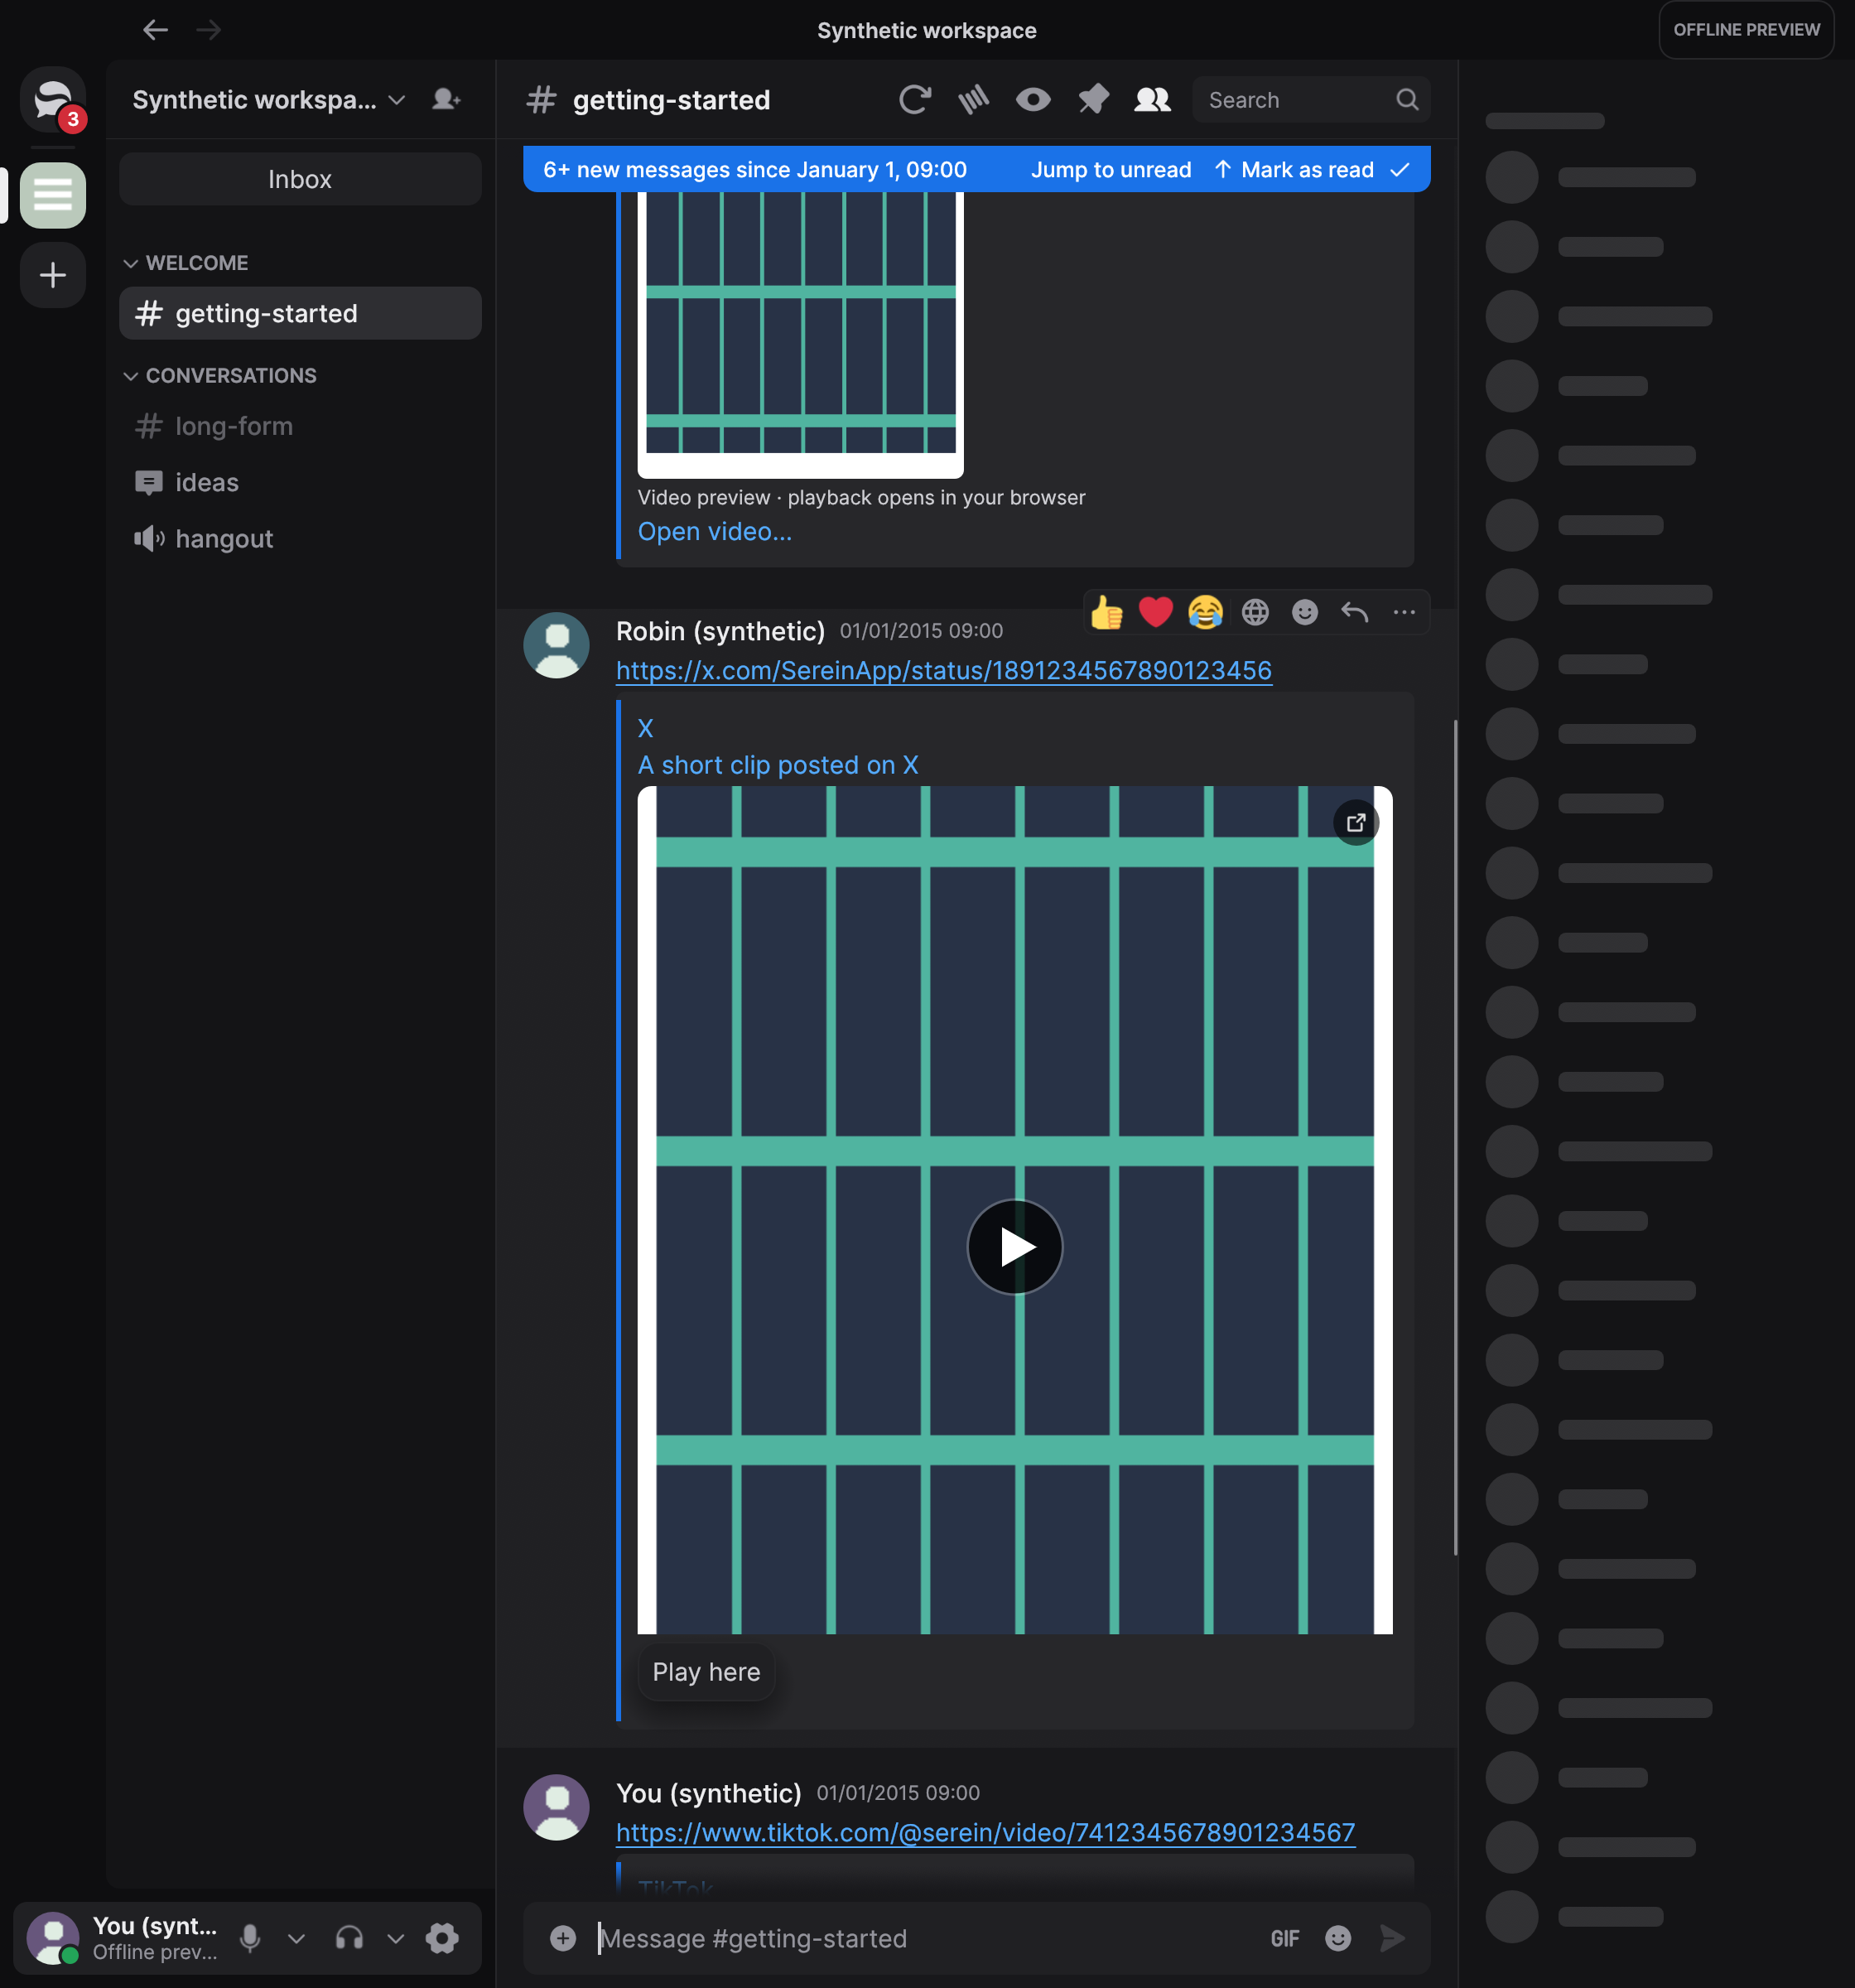 Synthetic workspace
OFFLINE PREVIEW
3
Synthetic workspa...
Inbox
WELCOME
getting-started
CONVERSATIONS
long-form
ideas
hangout
getting-started
Search
6+ new messages since January 1, 09:00
Jump to unread
Mark as read
Video preview · playback opens in your browser
Open video...
Robin (synthetic) 01/01/2015 09:00
https://x.com/SereinApp/status/1891234567890123456
X
A short clip posted on X
Play here
You (synthetic) 01/01/2015 09:00
https://www.tiktok.com/@serein/video/7412345678901234567
TikTok
Message #getting-started
GIF
You (synt...
Offline prev...